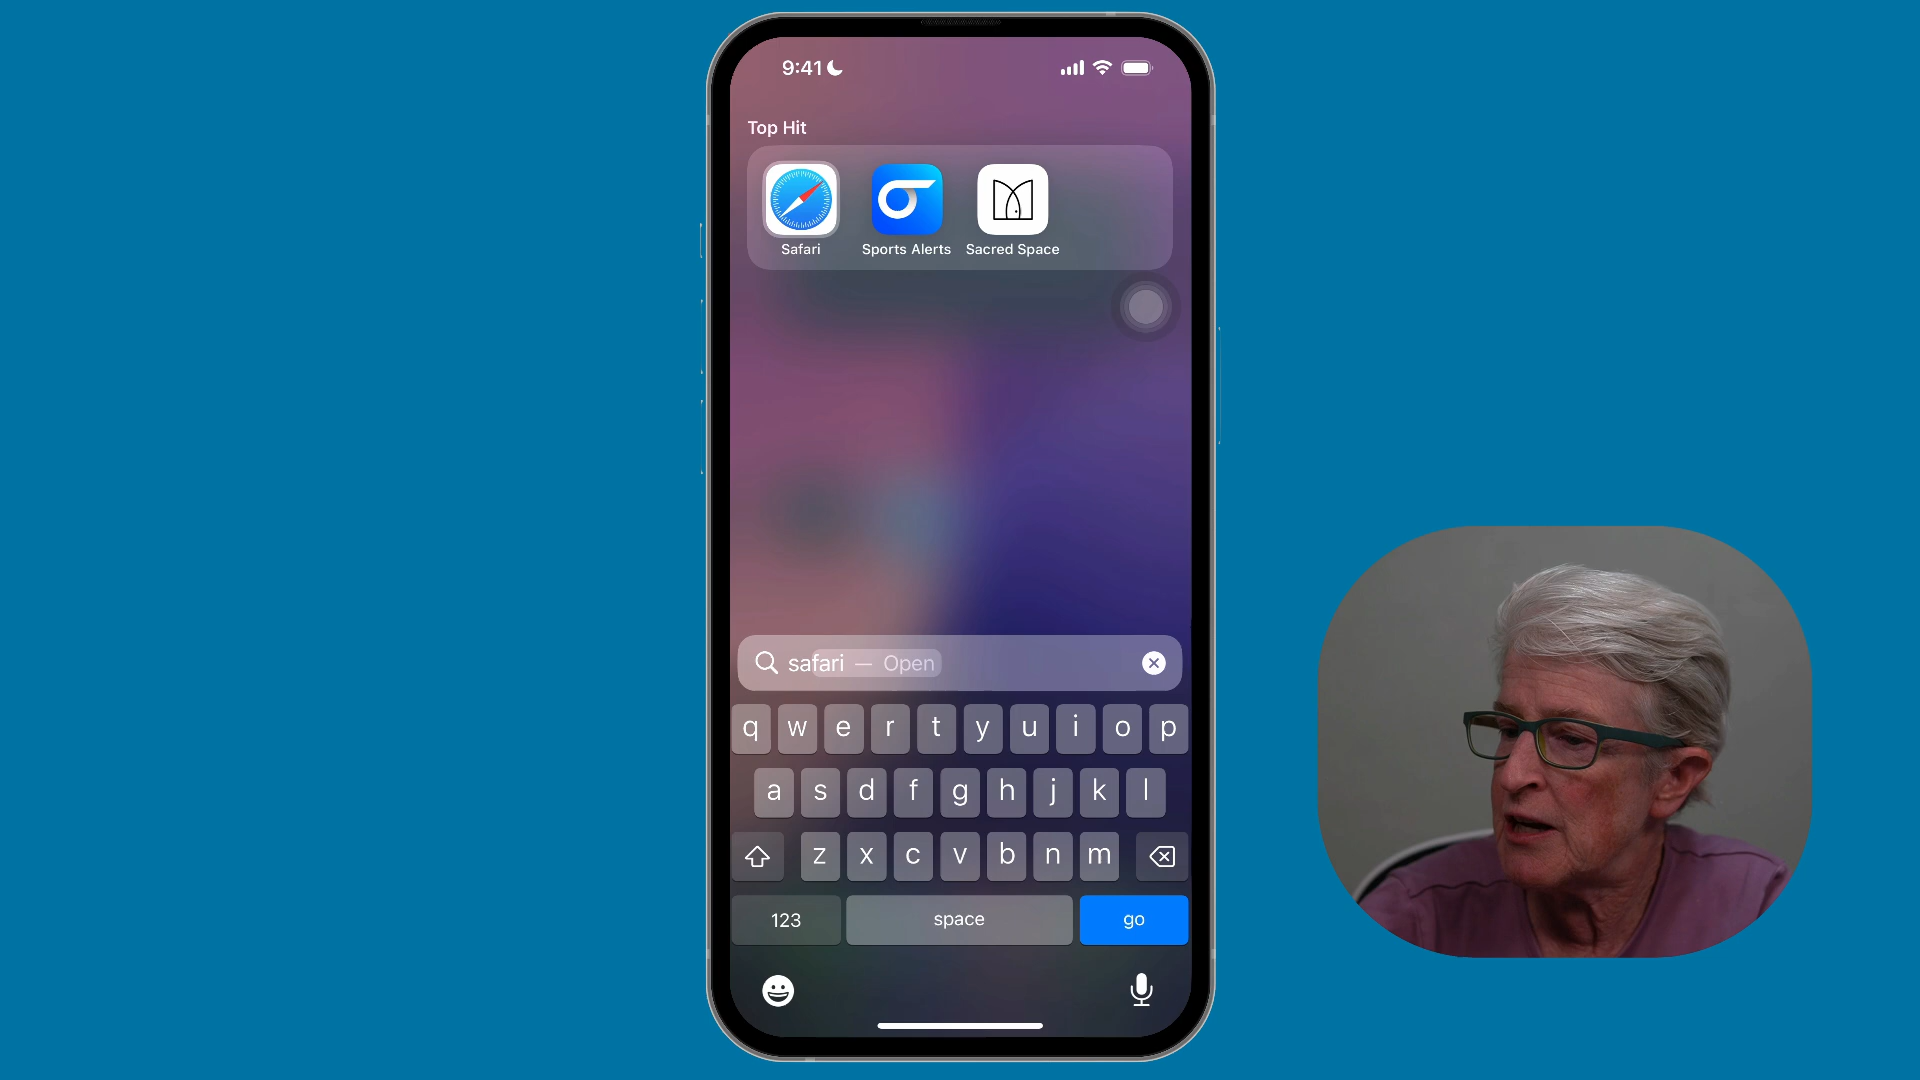 9:41
Top Hit
Safari
Sports Alerts
Sacred Space
safari — Open
q w e r t y u i o p
a s d f g h j k l
z x c v b n m
123 space go